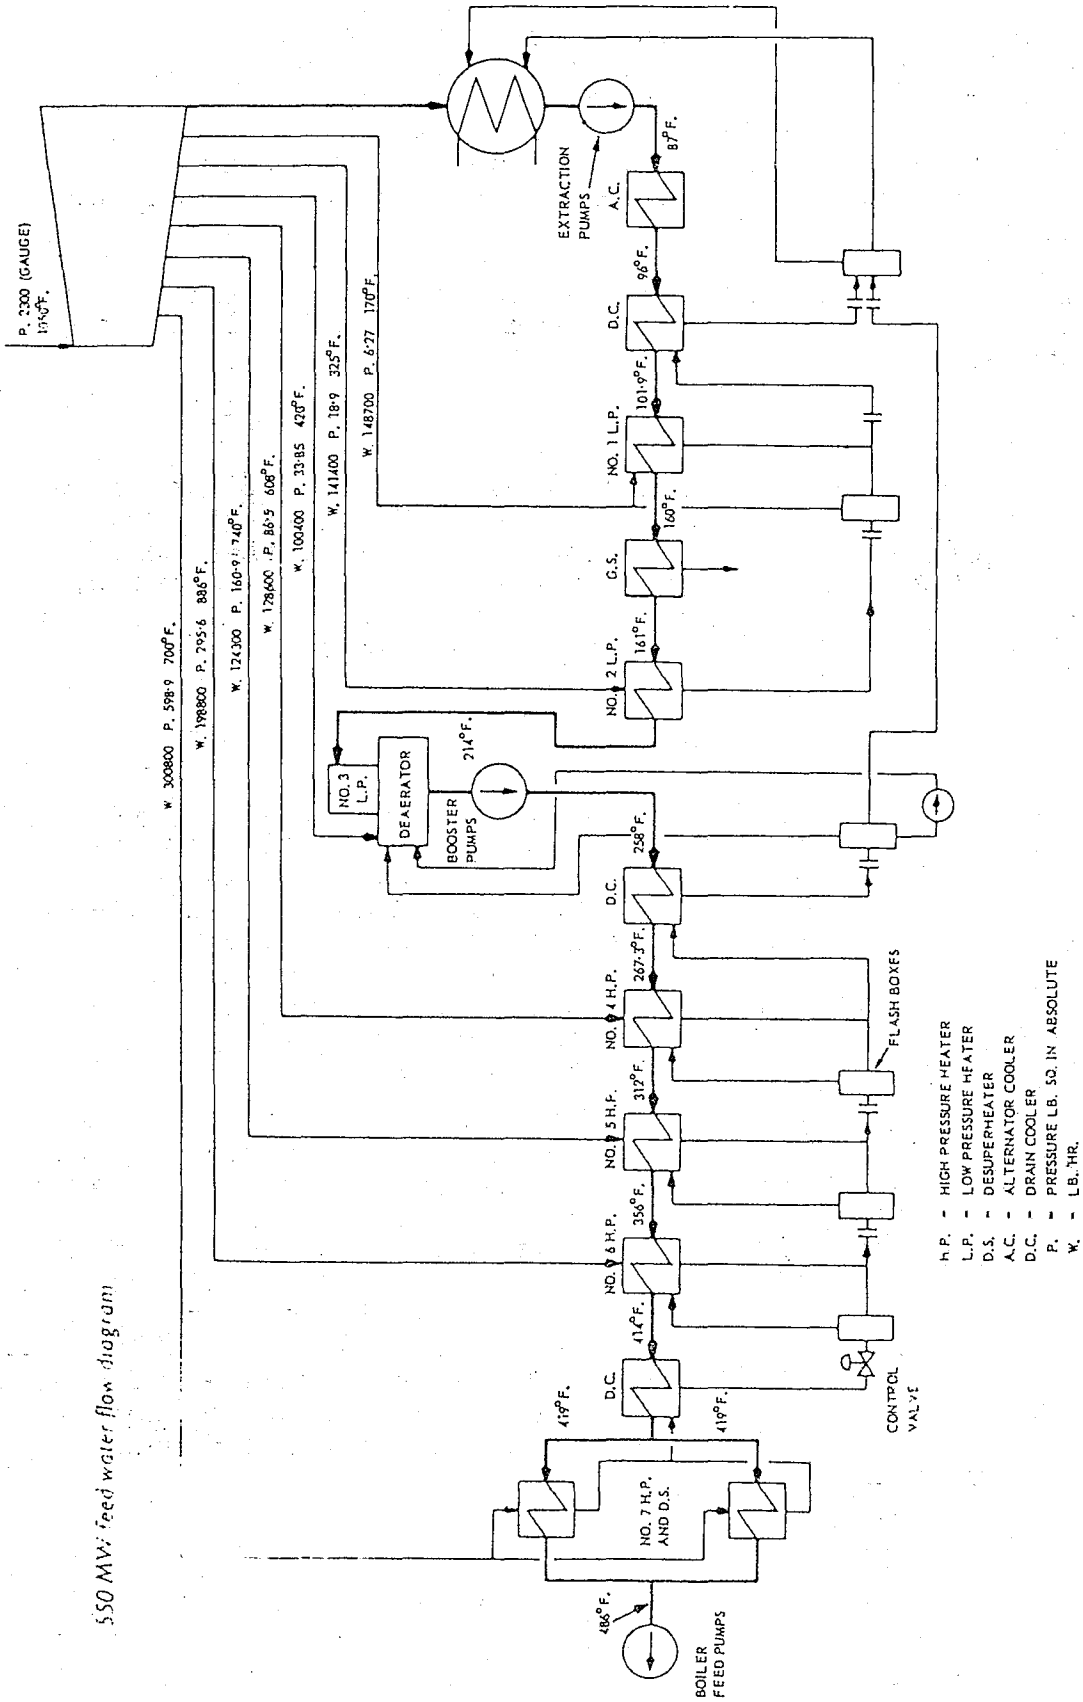 550 MW feed water flow diagram
P. 2300 (GAUGE)
1050°F.
W. 300800 P. 598·9 700°F.
W. 198800 P. 295·6 886°F.
W. 124300 P. 160·9 740°F.
W. 128600 P. 86·5 608°F.
W. 100400 P. 33·85 420°F.
W. 141400 P. 18·9 325°F.
W. 148700 P. 6·27 170°F.
EXTRACTION
PUMPS
87°F.
A.C.
96°F.
D.C.
101·9°F.
NO. 1 L.P.
160°F.
G.S.
161°F.
NO. 2 L.P.
214°F.
NO.3
L.P.
DEAERATOR
BOOSTER
PUMPS
258°F.
D.C.
267·3°F.
NO. 4 H.P.
312°F.
NO. 5 H.P.
356°F.
NO. 6 H.P.
414°F.
D.C.
419°F.
419°F.
NO. 7 H.P.
AND D.S.
486°F.
BOILER
FEED PUMPS
CONTROL
VALVE
FLASH BOXES
H.P. - HIGH PRESSURE HEATER
L.P. - LOW PRESSURE HEATER
D.S. - DESUPERHEATER
A.C. - ALTERNATOR COOLER
D.C. - DRAIN COOLER
P. - PRESSURE LB. SQ. IN ABSOLUTE
W. - LB. HR.